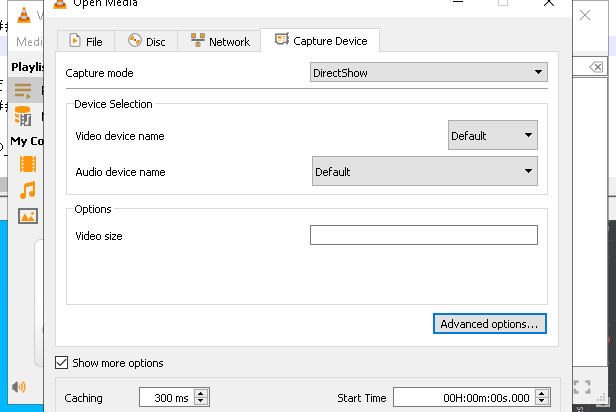 Open Media
Medi
File
Disc
Network
Capture Device
Playlis
Capture mode
DirectShow
Device Selection
Video device name
Default
My Co
Audio device name
Default
Options
Video size
Advanced options...
Show more options
Caching
300 ms
Start Time
00H:00m:00s.000